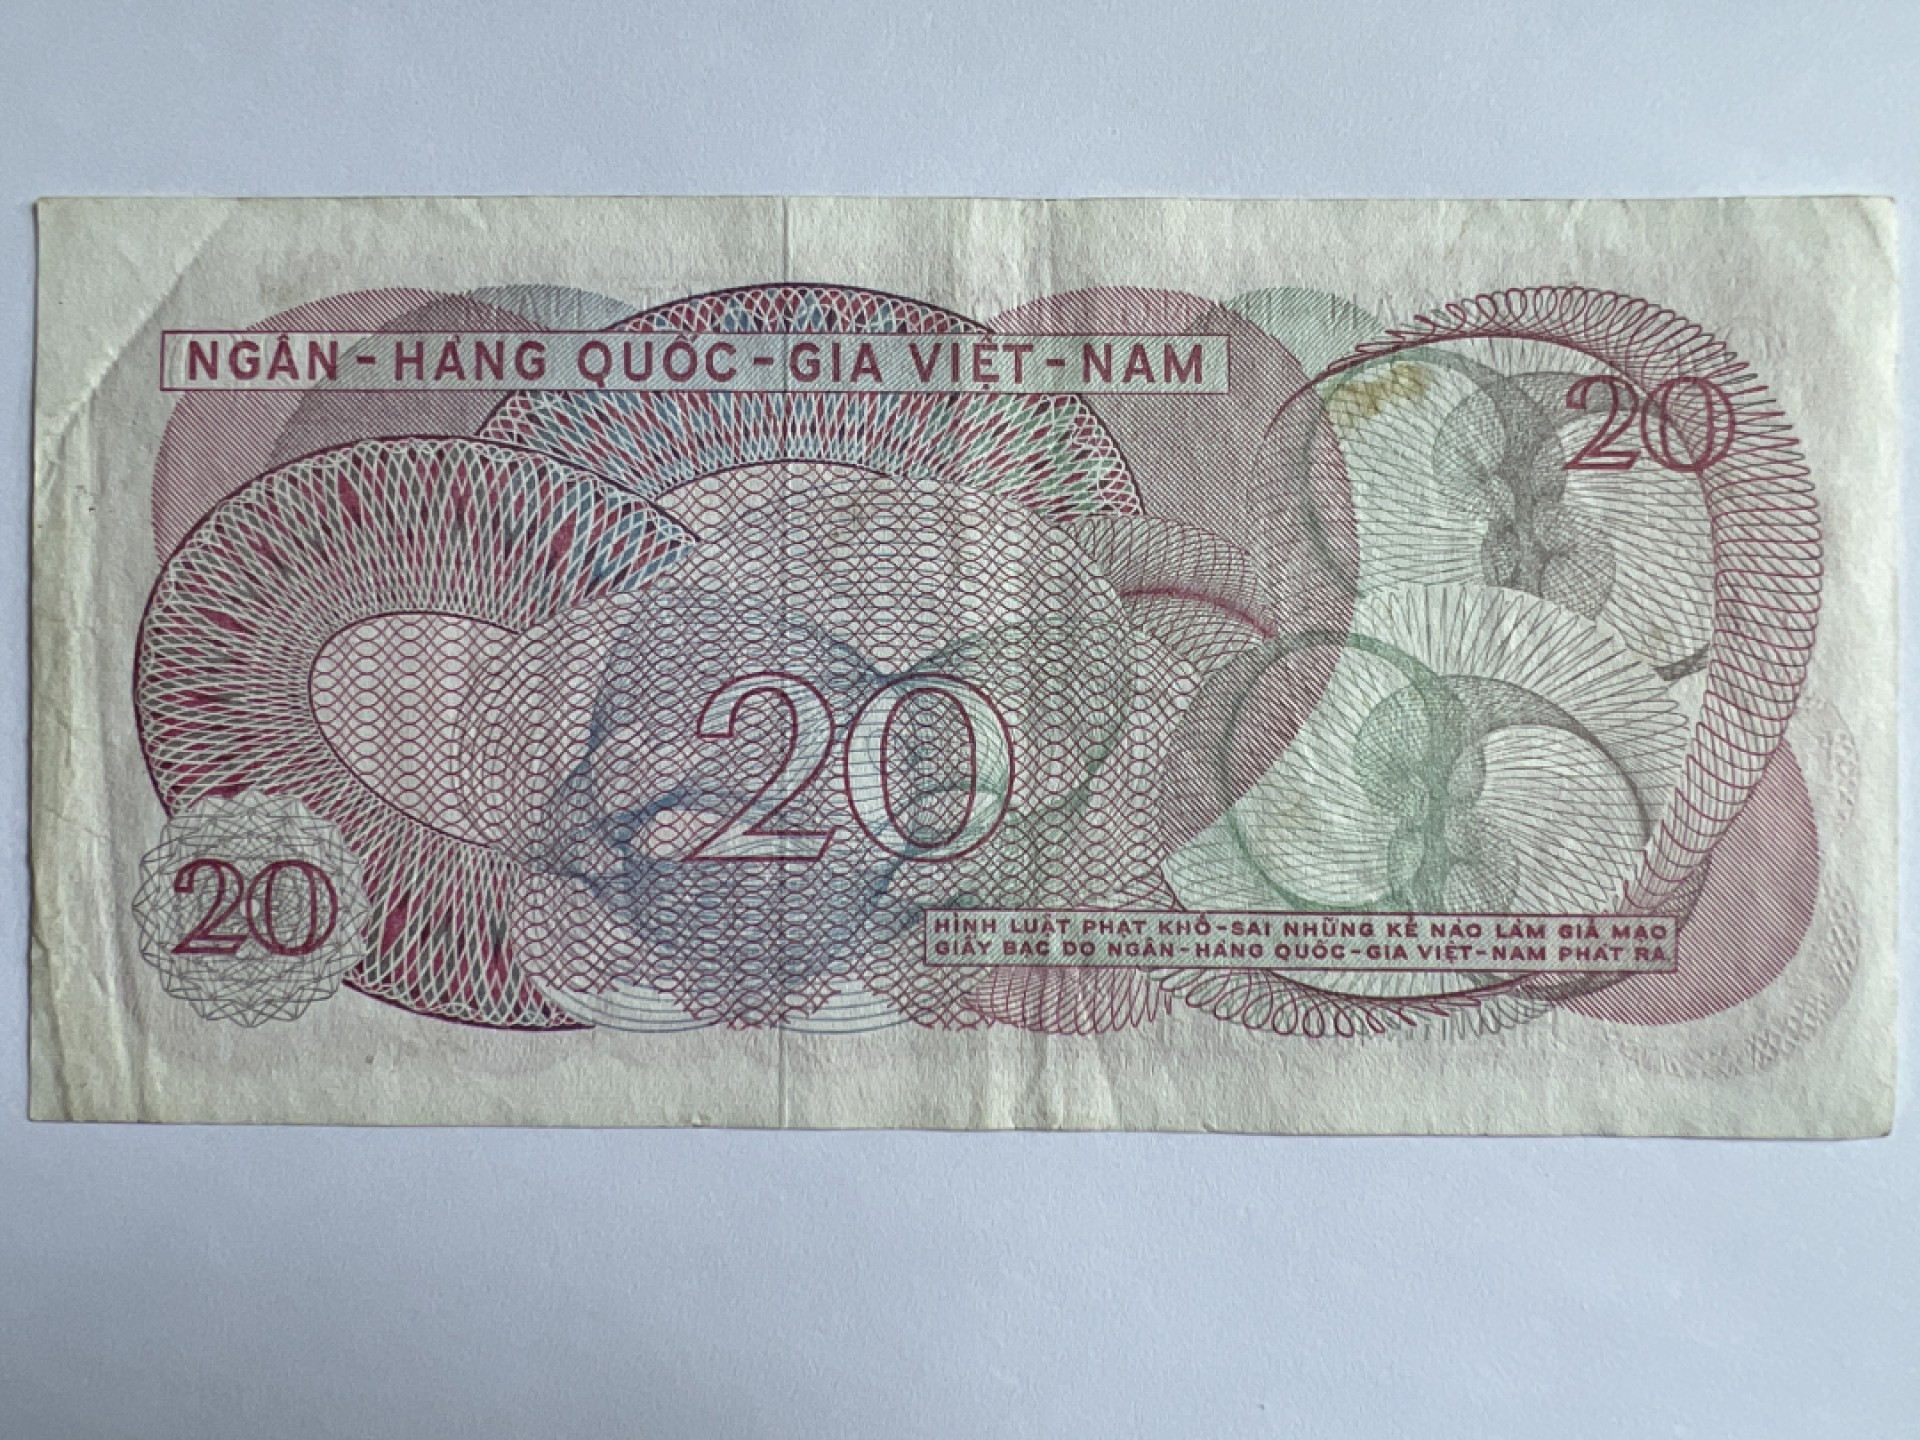 NGÂN-HÀNG QUỐC-GIA VIỆT-NAM
20
20
20
HÌNH LUẬT PHẠT KHỔ-SAI NHỮNG KẺ NÀO LÀM GIẢ MẠO
GIẤY BẠC DO NGÂN-HÀNG QUỐC-GIA VIỆT-NAM PHÁT RA